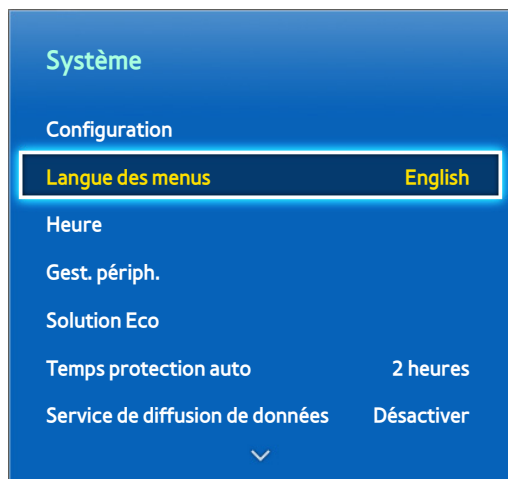 Système
Configuration
Langue des menus English
Heure
Gest. périph.
Solution Eco
Temps protection auto 2 heures
Service de diffusion de données Désactiver